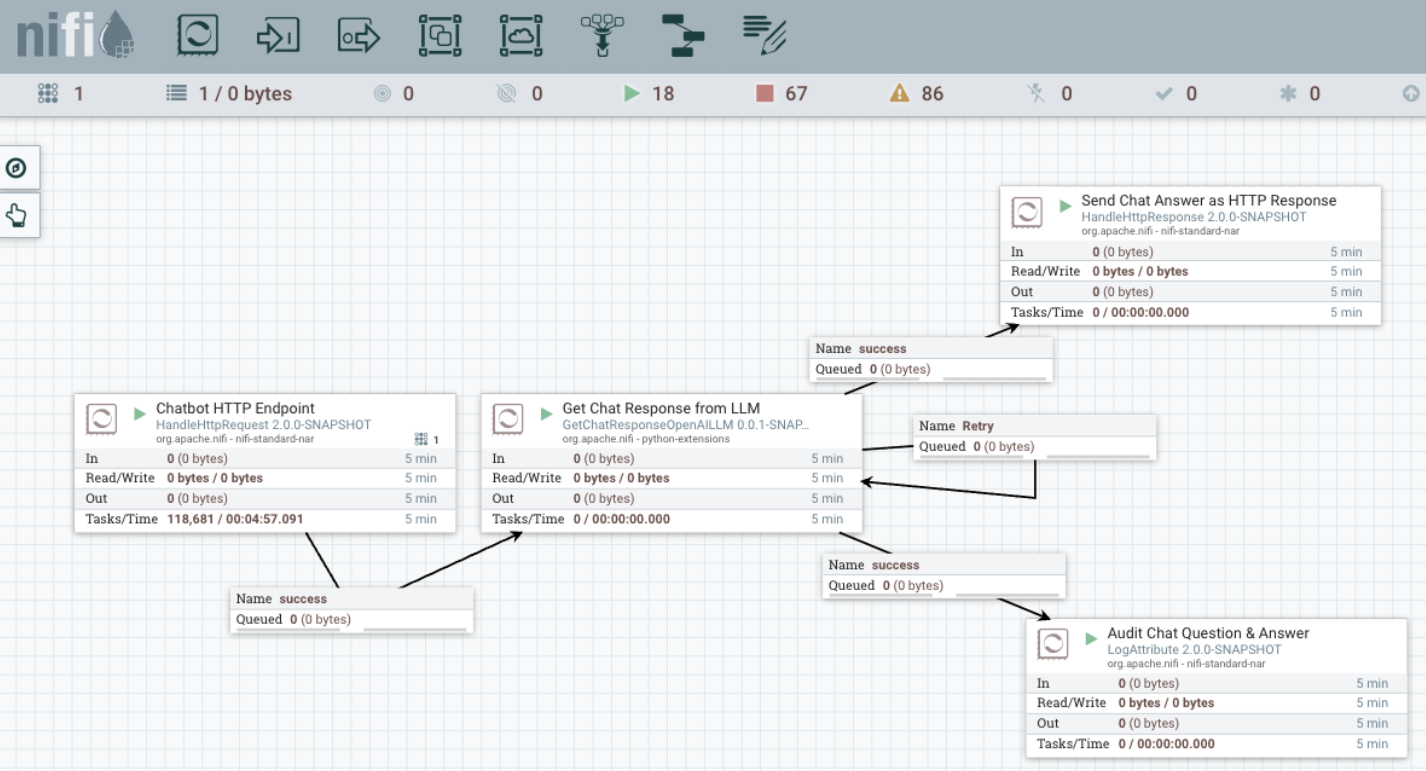 nifi
1 1 / 0 bytes 0 0 18 67 86 0 0 0
Send Chat Answer as HTTP Response
HandleHttpResponse 2.0.0-SNAPSHOT
org.apache.nifi - nifi-standard-nar
In 0 (0 bytes) 5 min
Read/Write 0 bytes / 0 bytes 5 min
Out 0 (0 bytes) 5 min
Tasks/Time 0 / 00:00:00.000 5 min
Name success
Queued 0 (0 bytes)
Chatbot HTTP Endpoint
HandleHttpRequest 2.0.0-SNAPSHOT
org.apache.nifi - nifi-standard-nar
1
In 0 (0 bytes) 5 min
Read/Write 0 bytes / 0 bytes 5 min
Out 0 (0 bytes) 5 min
Tasks/Time 118,681 / 00:04:57.091 5 min
Get Chat Response from LLM
GetChatResponseOpenAILLM 0.0.1-SNAP...
org.apache.nifi - python-extensions
In 0 (0 bytes) 5 min
Read/Write 0 bytes / 0 bytes 5 min
Out 0 (0 bytes) 5 min
Tasks/Time 0 / 00:00:00.000 5 min
Name Retry
Queued 0 (0 bytes)
Name success
Queued 0 (0 bytes)
Name success
Queued 0 (0 bytes)
Audit Chat Question & Answer
LogAttribute 2.0.0-SNAPSHOT
org.apache.nifi - nifi-standard-nar
In 0 (0 bytes) 5 min
Read/Write 0 bytes / 0 bytes 5 min
Out 0 (0 bytes) 5 min
Tasks/Time 0 / 00:00:00.000 5 min